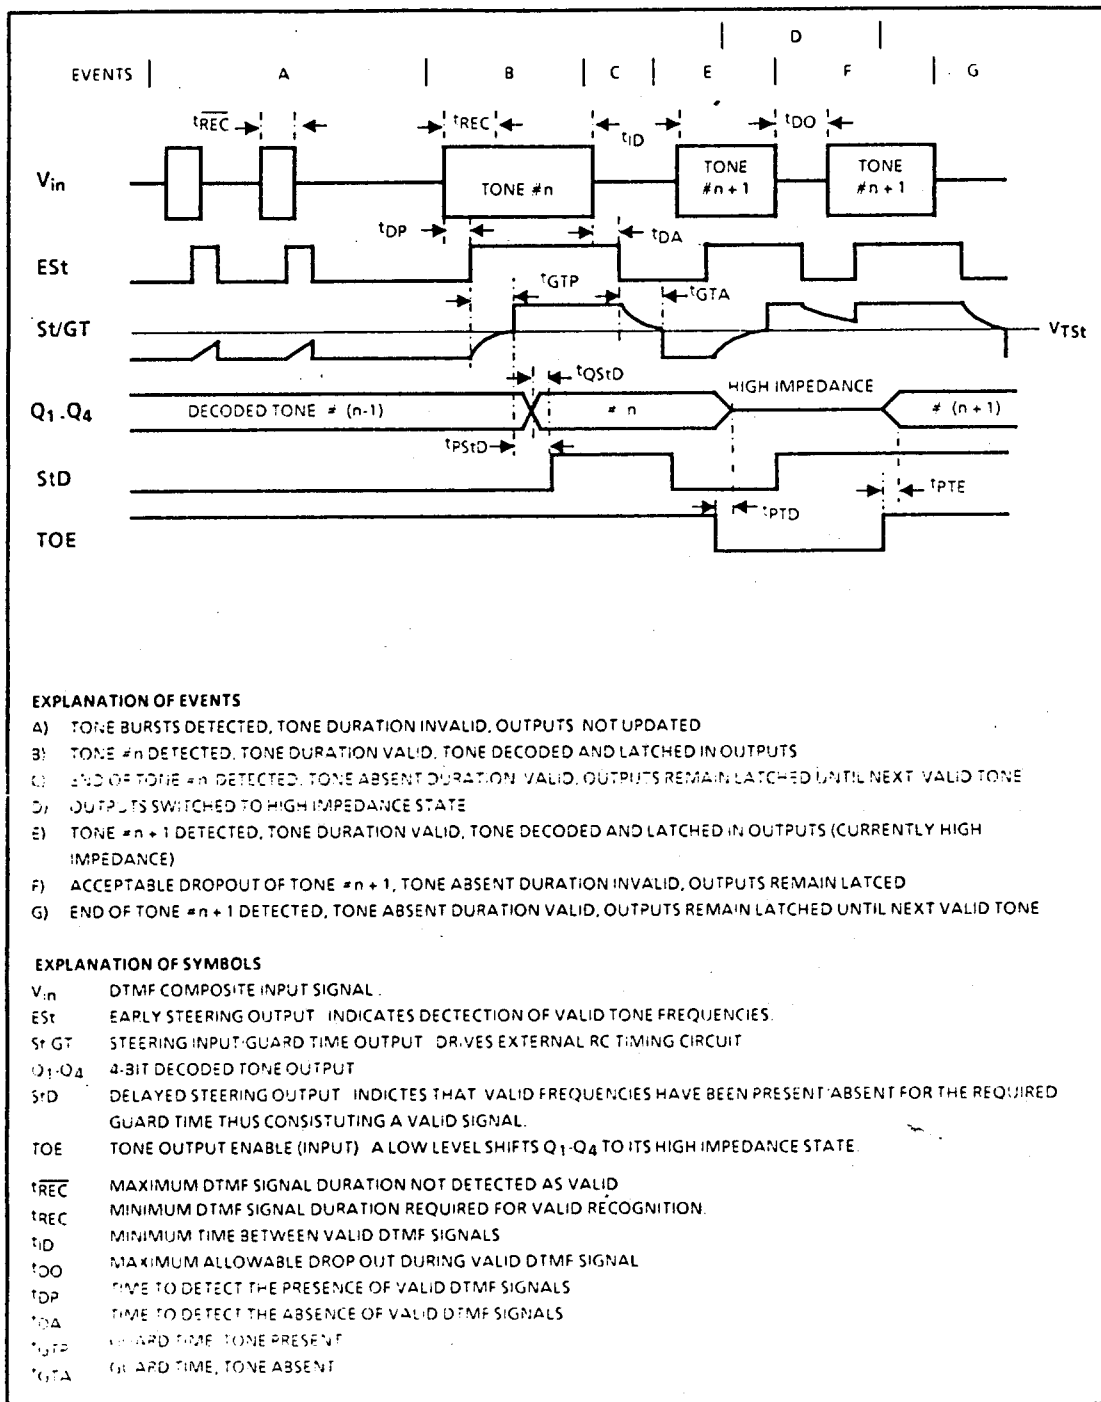 D
EVENTS A B C E F G
tREC tREC tID tDO
Vin TONE #n TONE #n + 1 TONE #n + 1
tDP tDA
ESt
tGTP tGTA
St/GT VTSt
tQStD HIGH IMPEDANCE
Q1-Q4 DECODED TONE # (n-1) # n # (n + 1)
tPStD
StD
tPTE
tPTD
TOE
EXPLANATION OF EVENTS
A) TONE BURSTS DETECTED, TONE DURATION INVALID, OUTPUTS NOT UPDATED
B) TONE #n DETECTED, TONE DURATION VALID, TONE DECODED AND LATCHED IN OUTPUTS
C) END OF TONE #n DETECTED, TONE ABSENT DURATION VALID, OUTPUTS REMAIN LATCHED UNTIL NEXT VALID TONE
D) OUTPUTS SWITCHED TO HIGH IMPEDANCE STATE
E) TONE #n + 1 DETECTED, TONE DURATION VALID, TONE DECODED AND LATCHED IN OUTPUTS (CURRENTLY HIGH
IMPEDANCE)
F) ACCEPTABLE DROPOUT OF TONE #n + 1, TONE ABSENT DURATION INVALID, OUTPUTS REMAIN LATCED
G) END OF TONE #n + 1 DETECTED, TONE ABSENT DURATION VALID, OUTPUTS REMAIN LATCHED UNTIL NEXT VALID TONE
EXPLANATION OF SYMBOLS
Vin DTMF COMPOSITE INPUT SIGNAL.
ESt EARLY STEERING OUTPUT INDICATES DECTECTION OF VALID TONE FREQUENCIES.
St/GT STEERING INPUT/GUARD TIME OUTPUT DRIVES EXTERNAL RC TIMING CIRCUIT
Q1-Q4 4-BIT DECODED TONE OUTPUT
StD DELAYED STEERING OUTPUT INDICTES THAT VALID FREQUENCIES HAVE BEEN PRESENT/ABSENT FOR THE REQUIRED
GUARD TIME THUS CONSISTUTING A VALID SIGNAL.
TOE TONE OUTPUT ENABLE (INPUT) A LOW LEVEL SHIFTS Q1-Q4 TO ITS HIGH IMPEDANCE STATE.
tREC MAXIMUM DTMF SIGNAL DURATION NOT DETECTED AS VALID
tREC MINIMUM DTMF SIGNAL DURATION REQUIRED FOR VALID RECOGNITION.
tID MINIMUM TIME BETWEEN VALID DTMF SIGNALS
tDO MAXIMUM ALLOWABLE DROP OUT DURING VALID DTMF SIGNAL
tDP TIME TO DETECT THE PRESENCE OF VALID DTMF SIGNALS
tDA TIME TO DETECT THE ABSENCE OF VALID DTMF SIGNALS
tGTP GUARD TIME, TONE PRESENT
tGTA GUARD TIME, TONE ABSENT